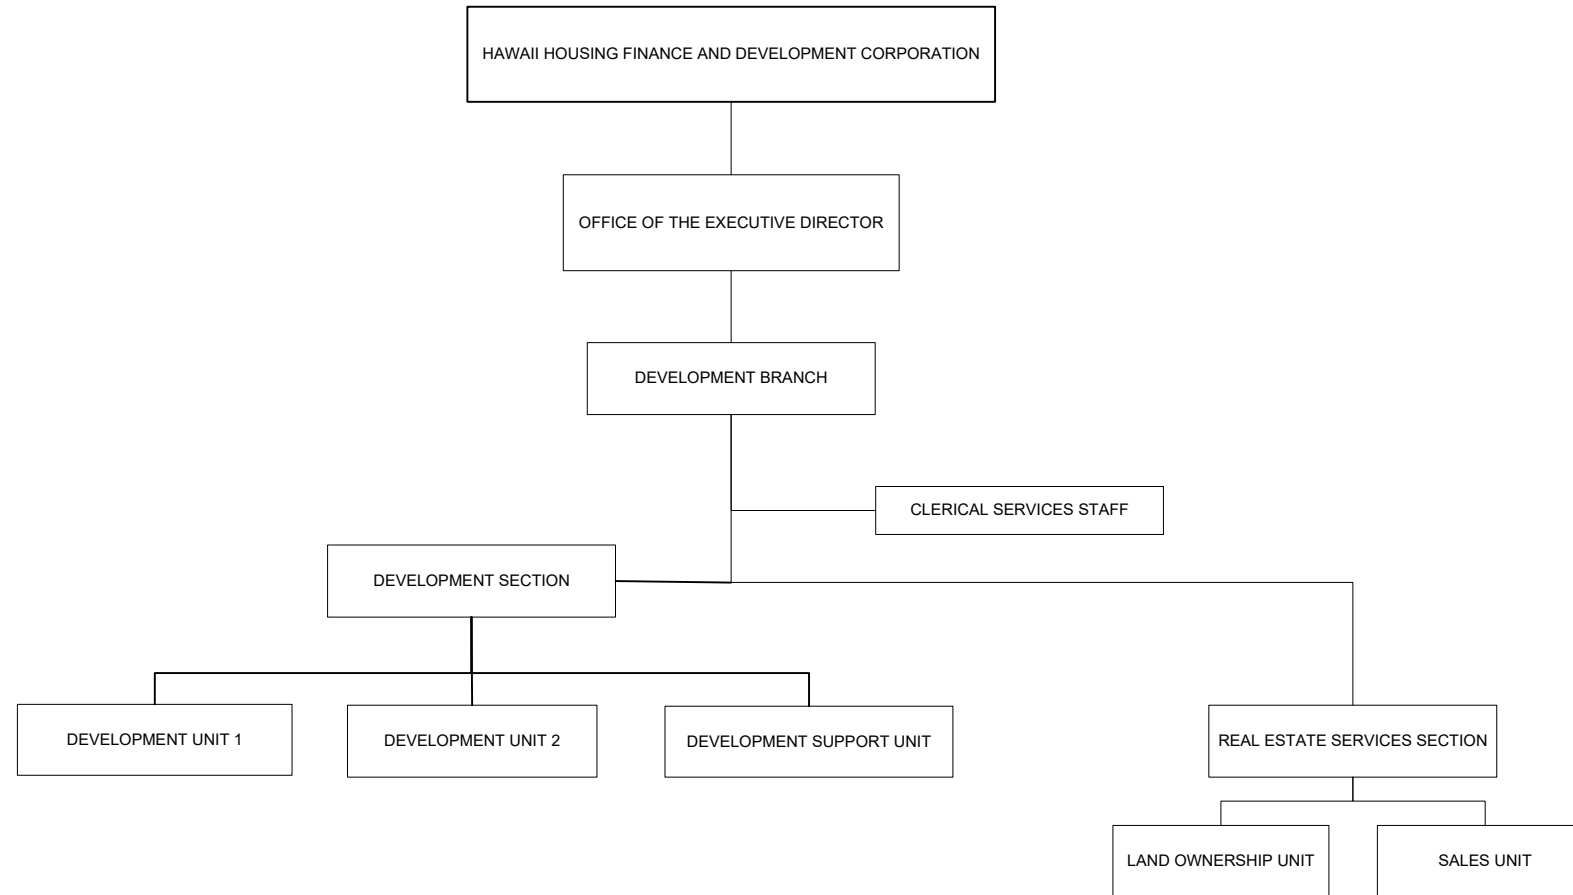 HAWAII HOUSING FINANCE AND DEVELOPMENT CORPORATION
OFFICE OF THE EXECUTIVE DIRECTOR
DEVELOPMENT BRANCH
CLERICAL SERVICES STAFF
DEVELOPMENT SECTION
DEVELOPMENT UNIT 1
DEVELOPMENT UNIT 2
DEVELOPMENT SUPPORT UNIT
REAL ESTATE SERVICES SECTION
LAND OWNERSHIP UNIT
SALES UNIT